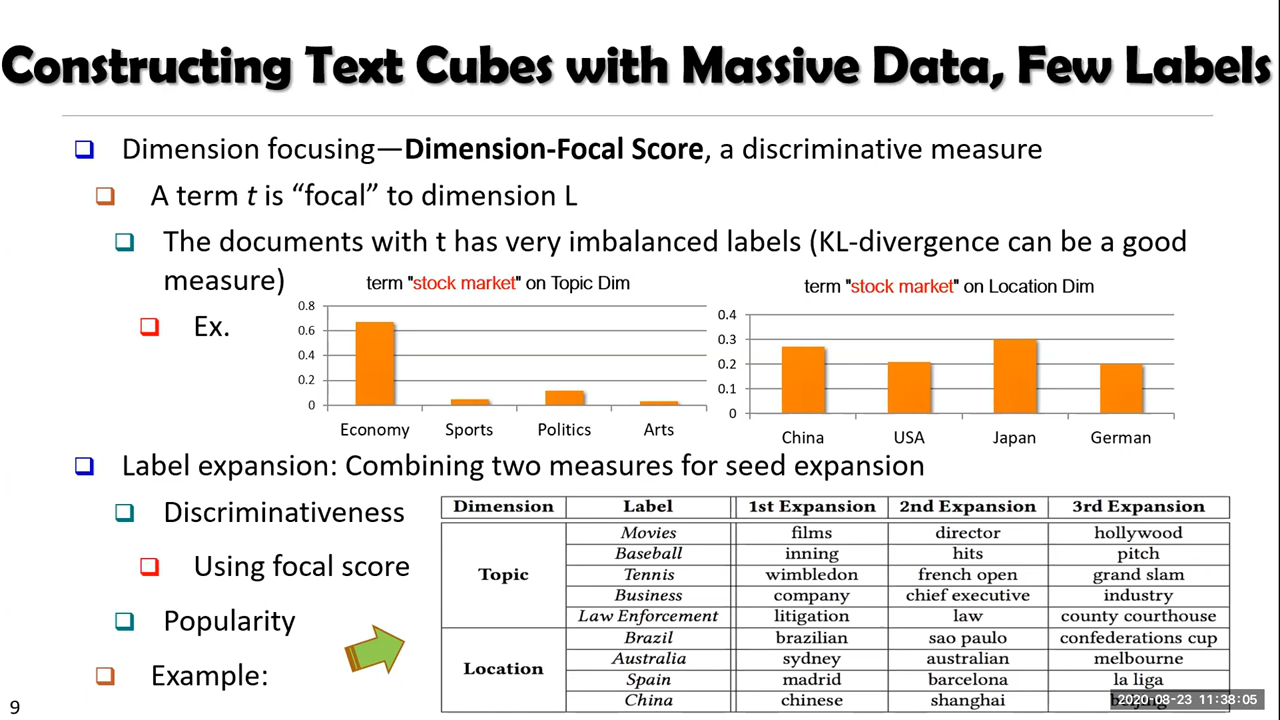 Constructing Text Cubes with Massive Data, Few Labels
Dimension focusing—Dimension-Focal Score, a discriminative measure
A term t is “focal” to dimension L
The documents with t has very imbalanced labels (KL-divergence can be a good
measure)
Ex.
term "stock market" on Topic Dim
0.8
0.6
0.4
0.2
0
Economy Sports Politics Arts
term "stock market" on Location Dim
0.4
0.3
0.2
0.1
0
China USA Japan German
Label expansion: Combining two measures for seed expansion
Discriminativeness
Using focal score
Popularity
Example:
Dimension Label 1st Expansion 2nd Expansion 3rd Expansion
Topic
Movies films director hollywood
Baseball inning hits pitch
Tennis wimbledon french open grand slam
Business company chief executive industry
Law Enforcement litigation law county courthouse
Location
Brazil brazilian sao paulo confederations cup
Australia sydney australian melbourne
Spain madrid barcelona la liga
China chinese shanghai
2020-08-23 11:38:05
9